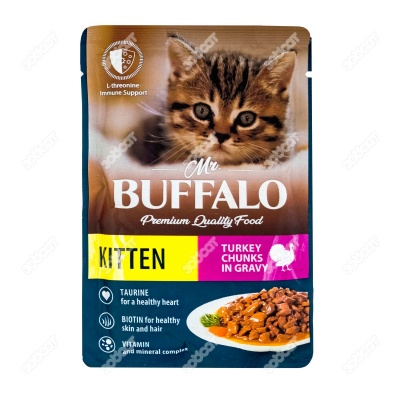 L-threonine
Immune Support
Mr.
BUFFALO
Premium Quality Food
KITTEN
TURKEY
CHUNKS
IN GRAVY
TAURINE
for a healthy heart
BIOTIN for healthy
skin and hair
VITAMIN
and mineral complex